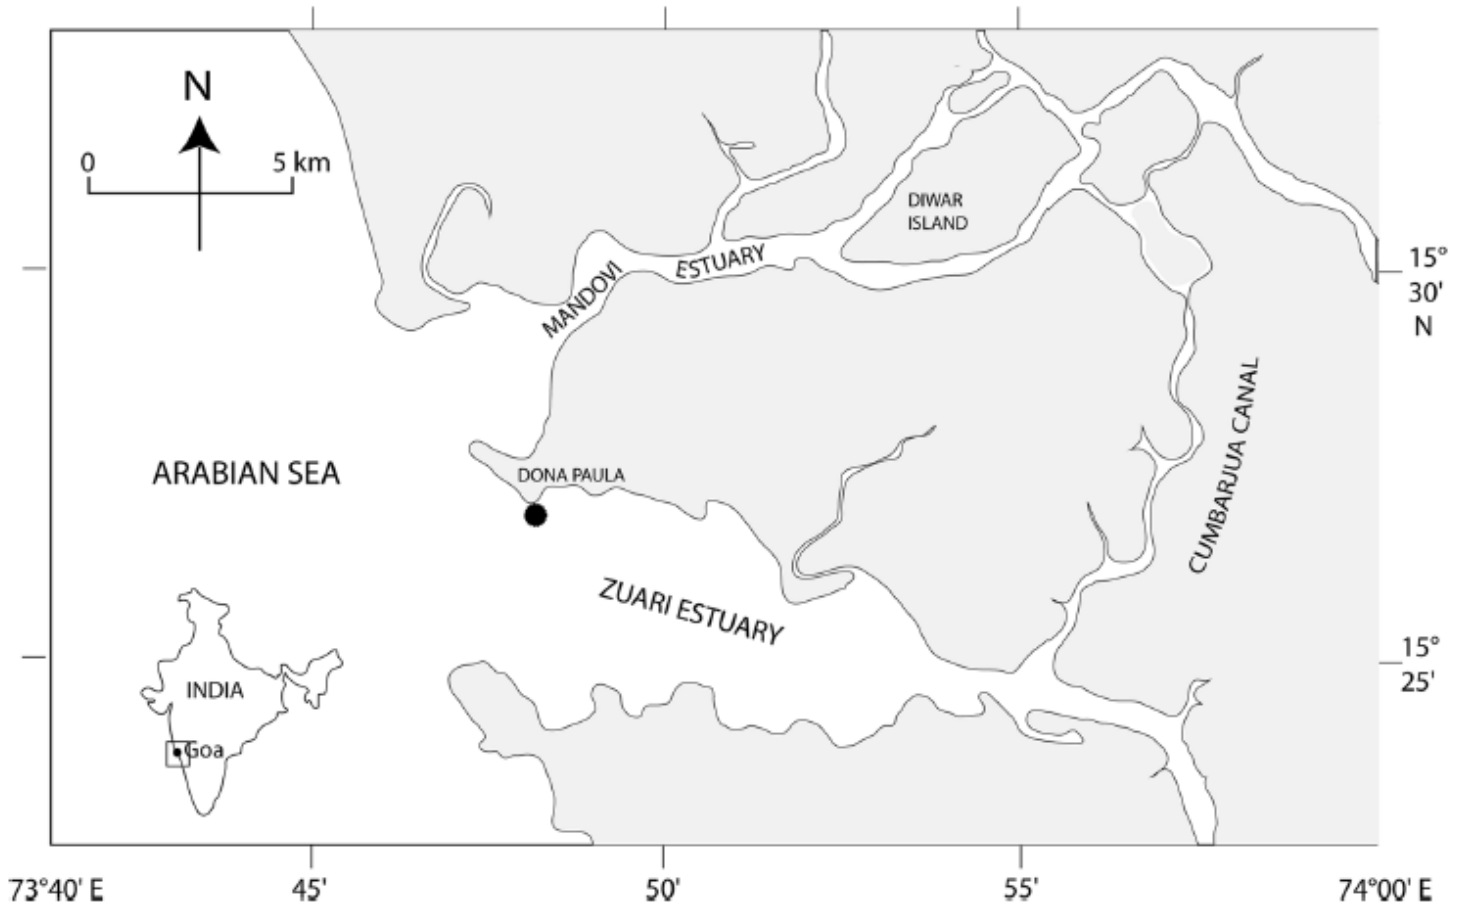 N
0 5 km
DIWAR
ISLAND
MANDOVI
ESTUARY
15°
30'
N
ARABIAN SEA
DONA PAULA
CUMBARJUA CANAL
ZUARI ESTUARY
15°
25'
INDIA
Goa
73°40' E 45' 50' 55' 74°00' E